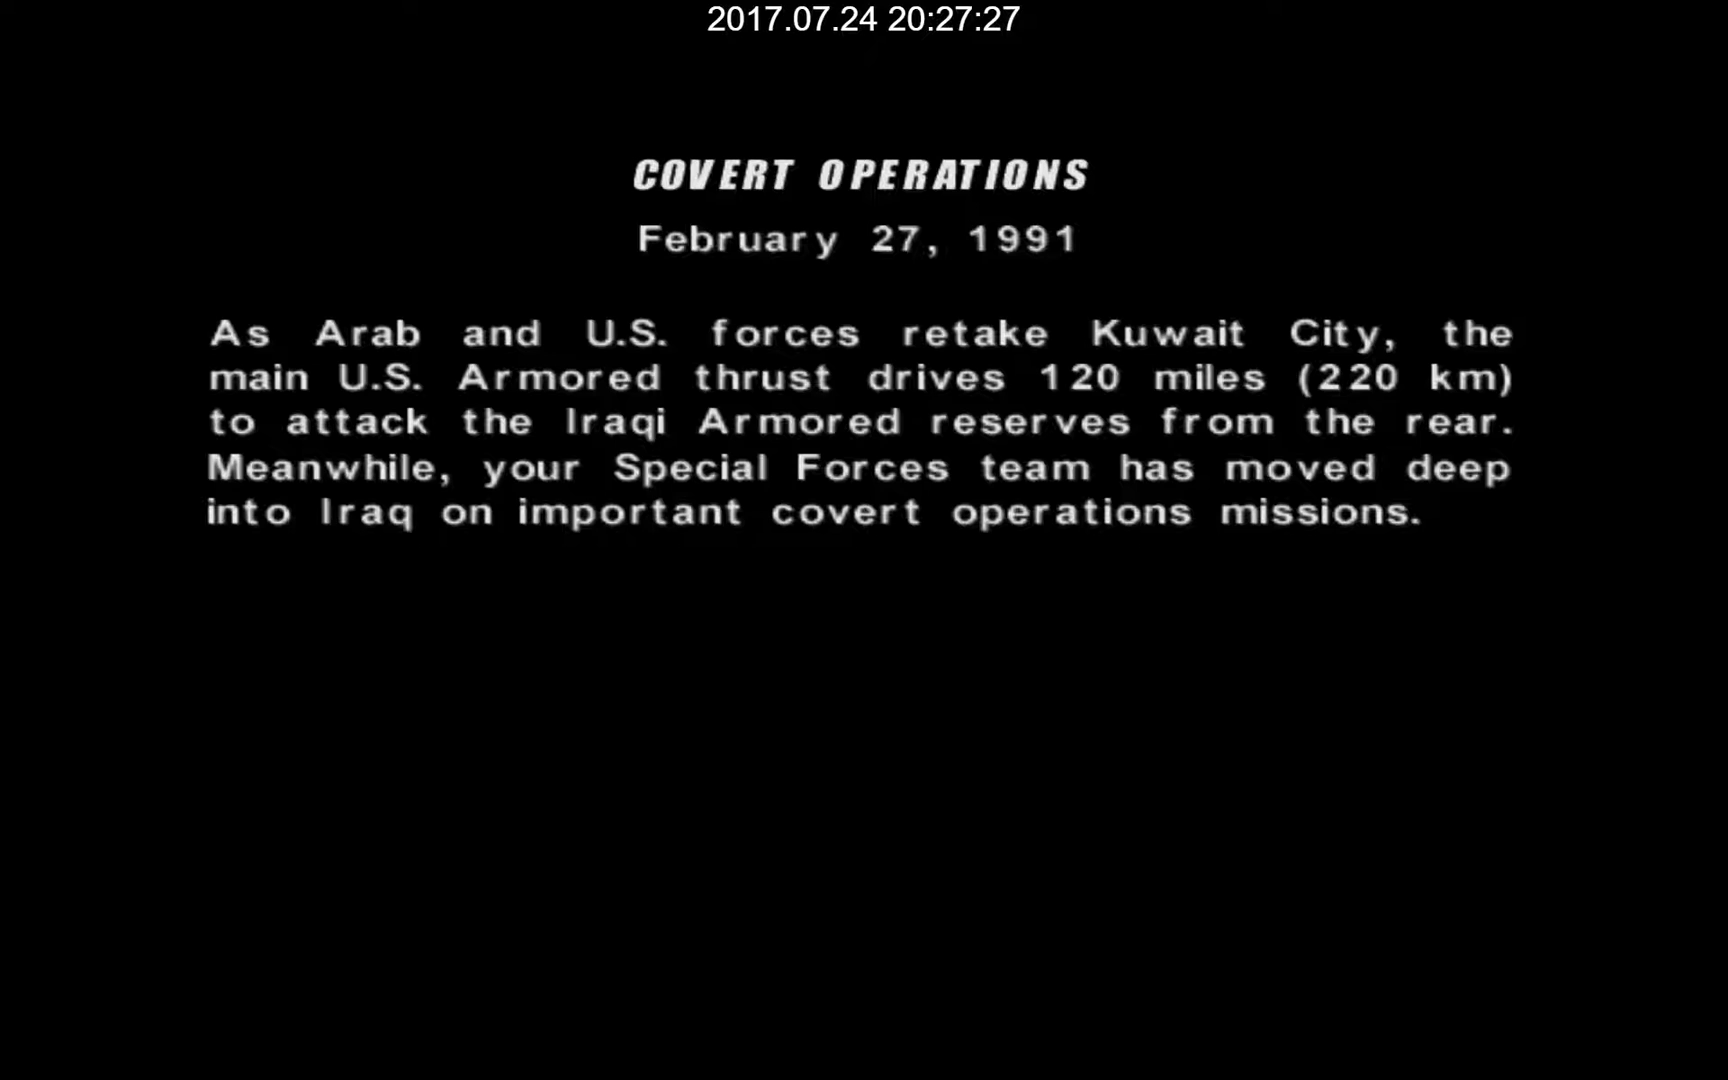 2017.07.24 20:27:27
COVERT OPERATIONS
February 27, 1991
As Arab and U.S. forces retake Kuwait City, the
main U.S. Armored thrust drives 120 miles (220 km)
to attack the Iraqi Armored reserves from the rear.
Meanwhile, your Special Forces team has moved deep
into Iraq on important covert operations missions.